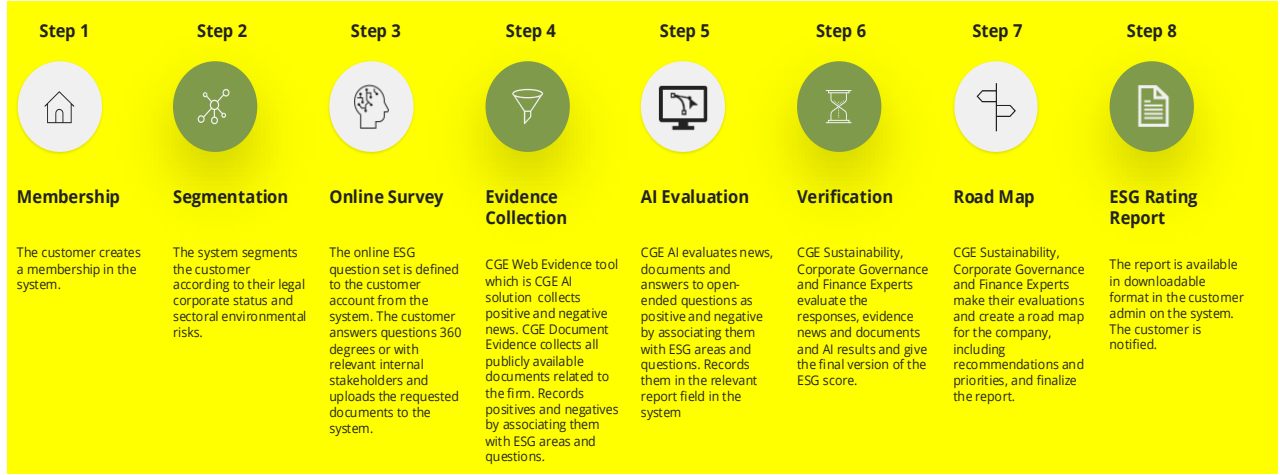 Step 1
Step 2
Step 3
Step 4
Step 5
Step 6
Step 7
Step 8
Membership
The customer creates
a membership in the
system.
Segmentation
The system segments
the customer
according to their legal
corporate status and
sectoral environmental
risks.
Online Survey
The online ESG
question set is defined
to the customer
account from the
system. The customer
answers questions 360
degrees or with
relevant internal
stakeholders and
uploads the requested
documents to the
system.
Evidence
Collection
CGE Web Evidence tool
which is CGE AI
solution collects
positive and negative
news. CGE Document
Evidence collects all
publicly available
documents related to
the firm. Records
positives and negatives
by associating them
with ESG areas and
questions.
AI Evaluation
CGE AI evaluates news,
documents and
answers to open-
ended questions as
positive and negative
by associating them
with ESG areas and
questions. Records
them in the relevant
report field in the
system
Verification
CGE Sustainability,
Corporate Governance
and Finance Experts
evaluate the
responses, evidence
news and documents
and AI results and give
the final version of the
ESG score.
Road Map
CGE Sustainability,
Corporate Governance
and Finance Experts
make their evaluations
and create a road map
for the company,
including
recommendations and
priorities, and finalize
the report.
ESG Rating
Report
The report is available
in downloadable
format in the customer
admin on the system.
The customer is
notified.